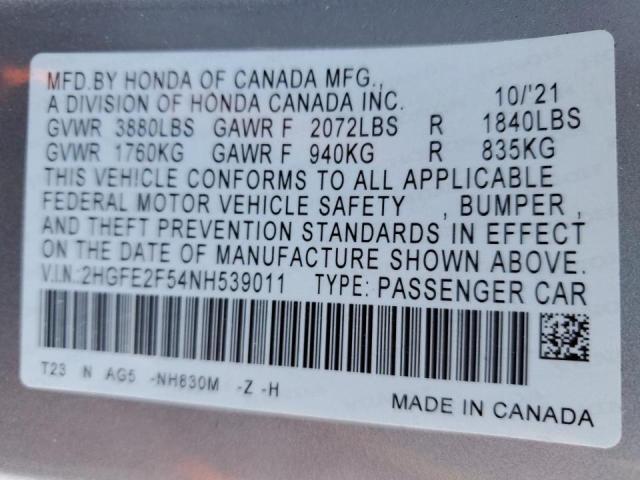 MFD.BY HONDA OF CANADA MFG.,
A DIVISION OF HONDA CANADA INC. 10/'21
GVWR 3880LBS GAWR F 2072LBS R 1840LBS
GVWR 1760KG GAWR F 940KG R 835KG
THIS VEHICLE CONFORMS TO ALL APPLICABLE
FEDERAL MOTOR VEHICLE SAFETY , BUMPER ,
AND THEFT PREVENTION STANDARDS IN EFFECT
ON THE DATE OF MANUFACTURE SHOWN ABOVE.
V.I.N.:2HGFE2F54NH539011 TYPE: PASSENGER CAR
T23 N AG5 -NH830M -Z -H
MADE IN CANADA